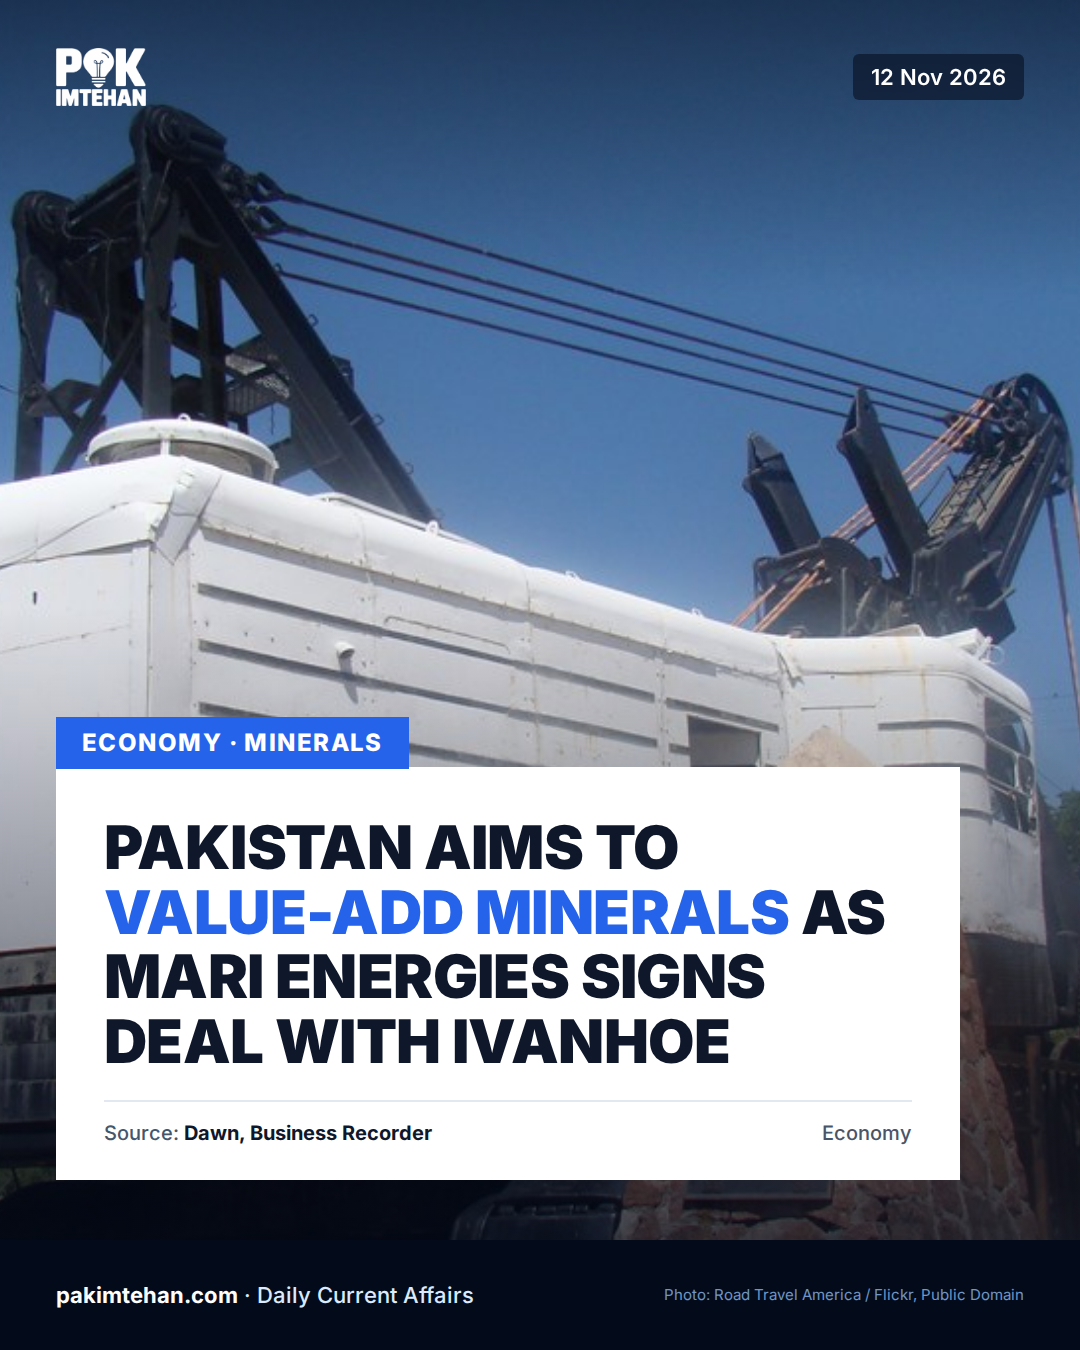 PAK
IMTEHAN
12 Nov 2026
ECONOMY · MINERALS
PAKISTAN AIMS TO
VALUE-ADD MINERALS AS
MARI ENERGIES SIGNS
DEAL WITH IVANHOE
Source: Dawn, Business Recorder
Economy
pakimtehan.com · Daily Current Affairs
Photo: Road Travel America / Flickr, Public Domain